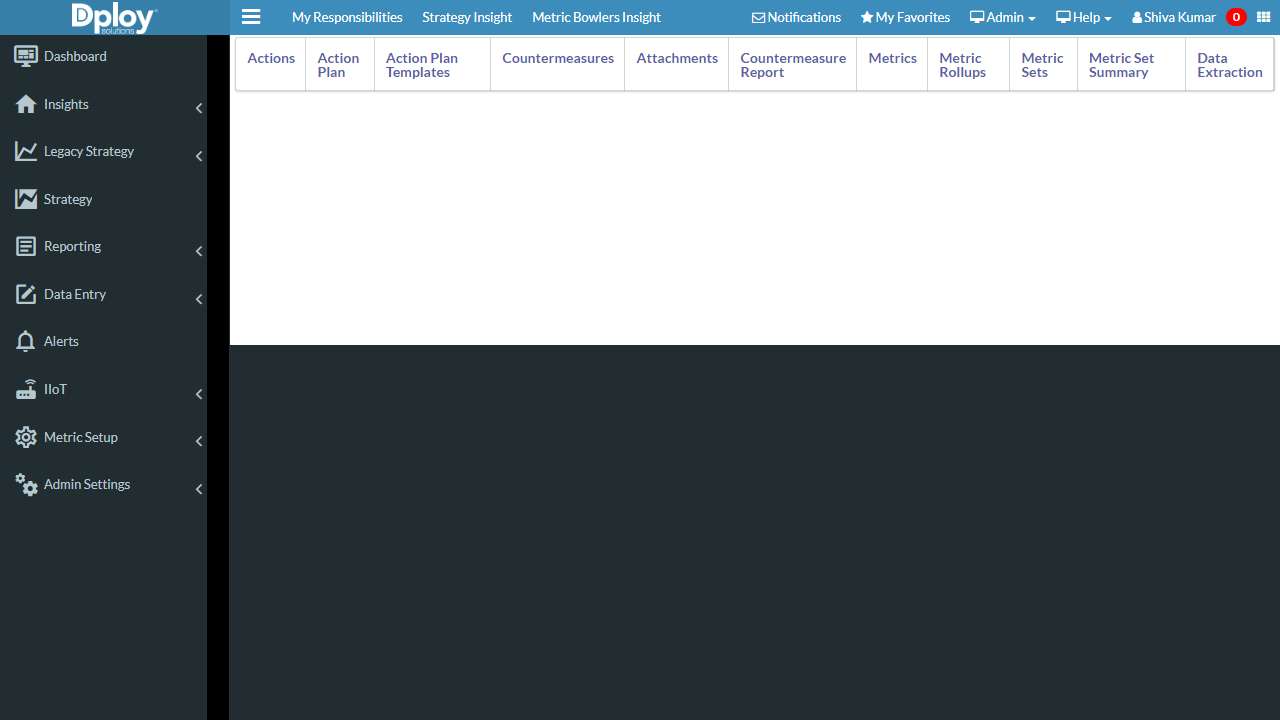 Dploy
solutions
My Responsibilities Strategy Insight Metric Bowlers Insight Notifications My Favorites Admin Help Shiva Kumar 0
Dashboard
Insights
Legacy Strategy
Strategy
Reporting
Data Entry
Alerts
IIoT
Metric Setup
Admin Settings
Actions
Action
Plan
Action Plan
Templates
Countermeasures
Attachments
Countermeasure
Report
Metrics
Metric
Rollups
Metric
Sets
Metric Set
Summary
Data
Extraction